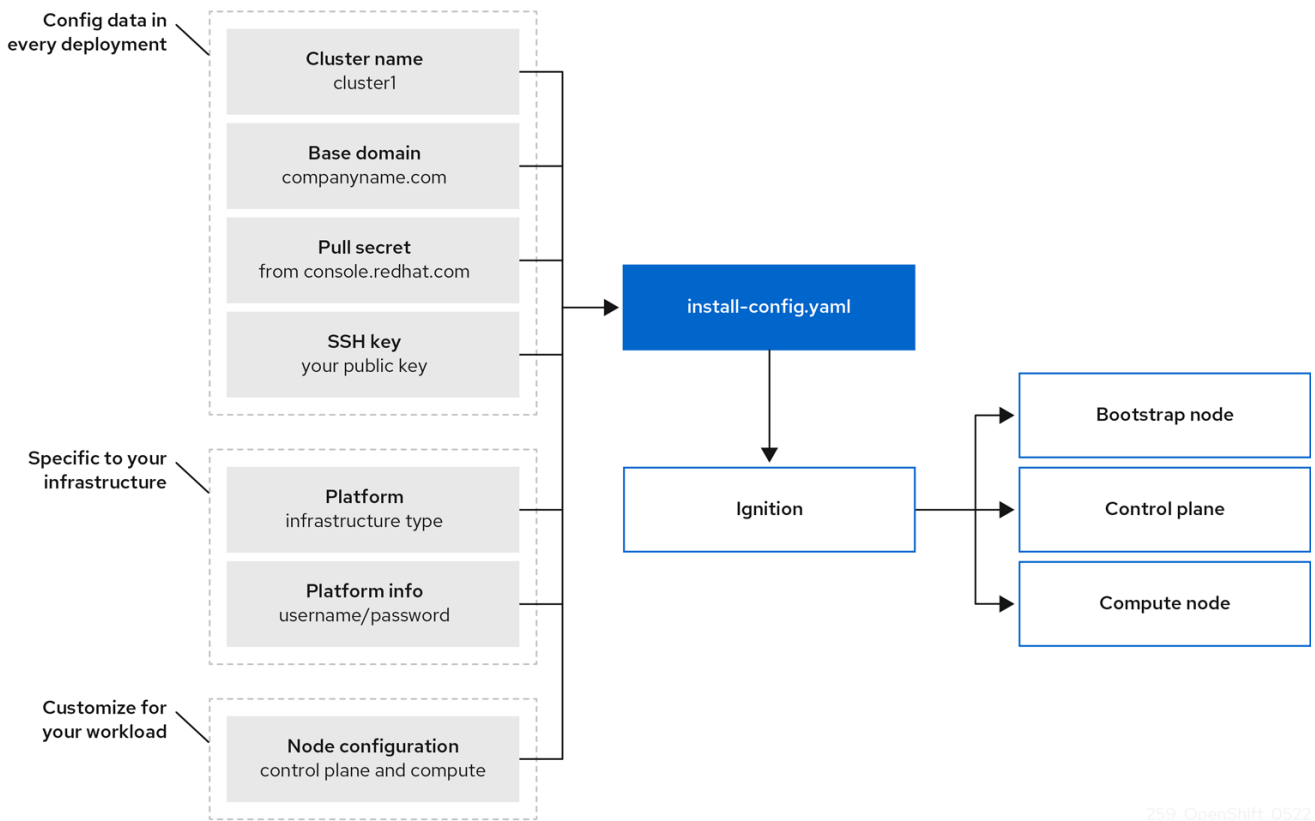 Config data in
every deployment
Cluster name
cluster1
Base domain
companyname.com
Pull secret
from console.redhat.com
SSH key
your public key
Specific to your
infrastructure
Platform
infrastructure type
Platform info
username/password
Customize for
your workload
Node configuration
control plane and compute
install-config.yaml
Ignition
Bootstrap node
Control plane
Compute node
259_OpenShift_0522